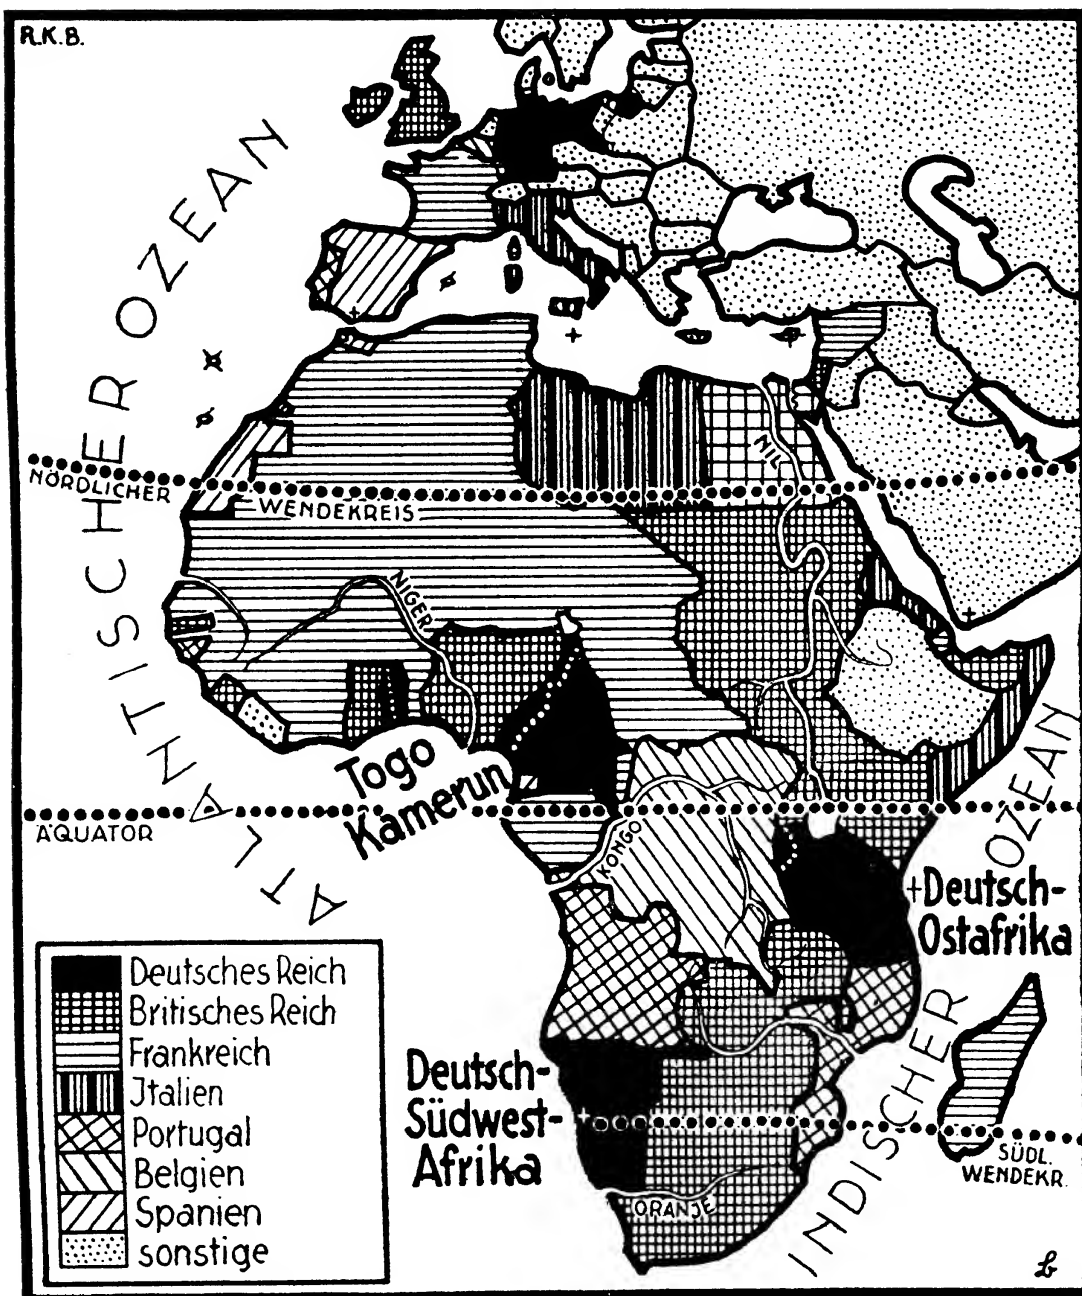 R.K.B.
ATLANTISCHER OZEAN
NÖRDLICHER
WENDEKREIS
NIL
NIGER
Togo
Kamerun
ÄQUATOR
KONGO
OZEAN
INDISCHER
Deutsch-
Ostafrika
Deutsches Reich
Britisches Reich
Frankreich
Jtalien
Portugal
Belgien
Spanien
sonstige
Deutsch-
Südwest-
Afrika
SÜDL.
WENDEKR.
ORANJE